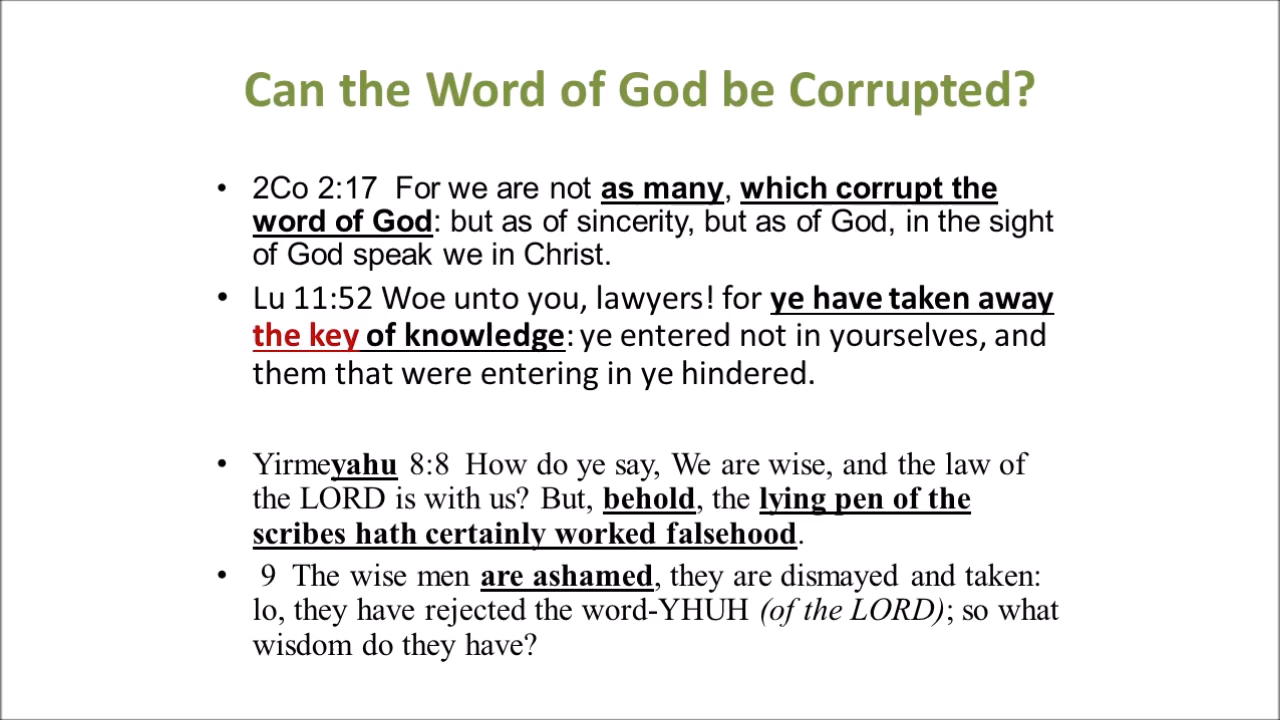 Can the Word of God be Corrupted?
• 2Co 2:17 For we are not as many, which corrupt the
word of God: but as of sincerity, but as of God, in the sight
of God speak we in Christ.
• Lu 11:52 Woe unto you, lawyers! for ye have taken away
the key of knowledge: ye entered not in yourselves, and
them that were entering in ye hindered.
• Yirmeyahu 8:8 How do ye say, We are wise, and the law of
the LORD is with us? But, behold, the lying pen of the
scribes hath certainly worked falsehood.
• 9 The wise men are ashamed, they are dismayed and taken:
lo, they have rejected the word-YHUH (of the LORD); so what
wisdom do they have?